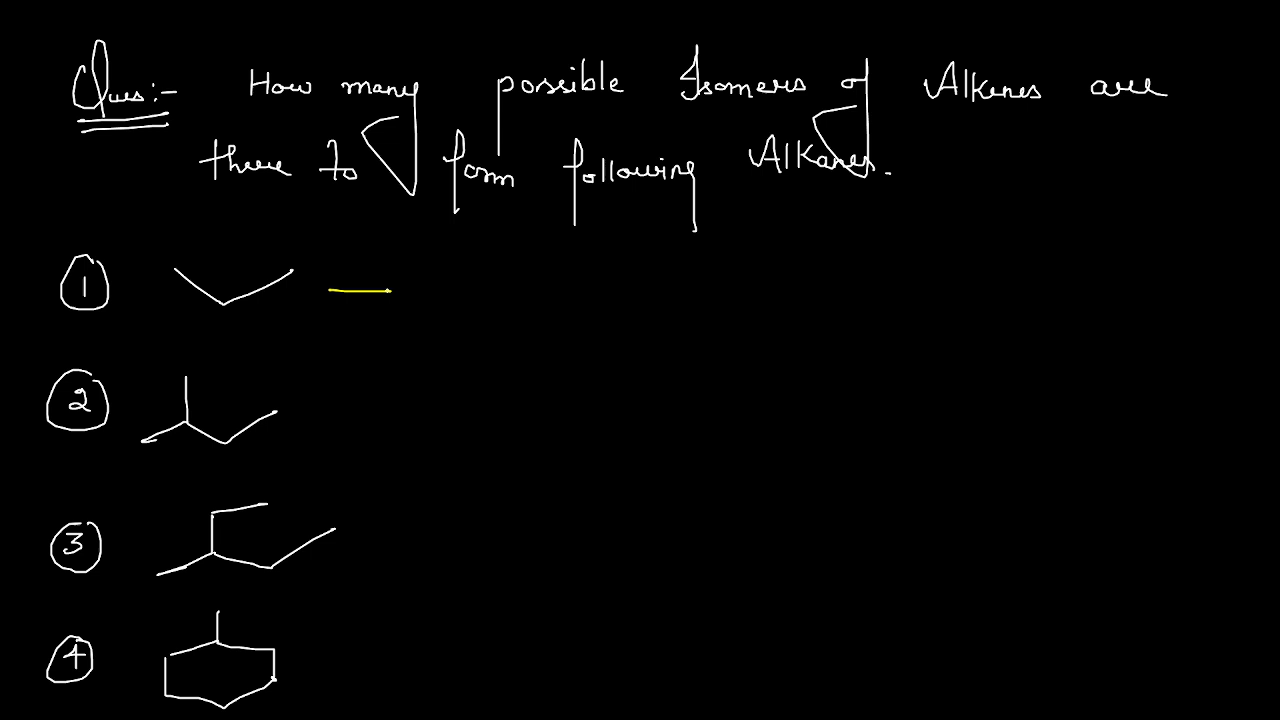 Ques:- How many possible Isomers of Alkenes are
there to form following Alkanes.
1
2
3
4